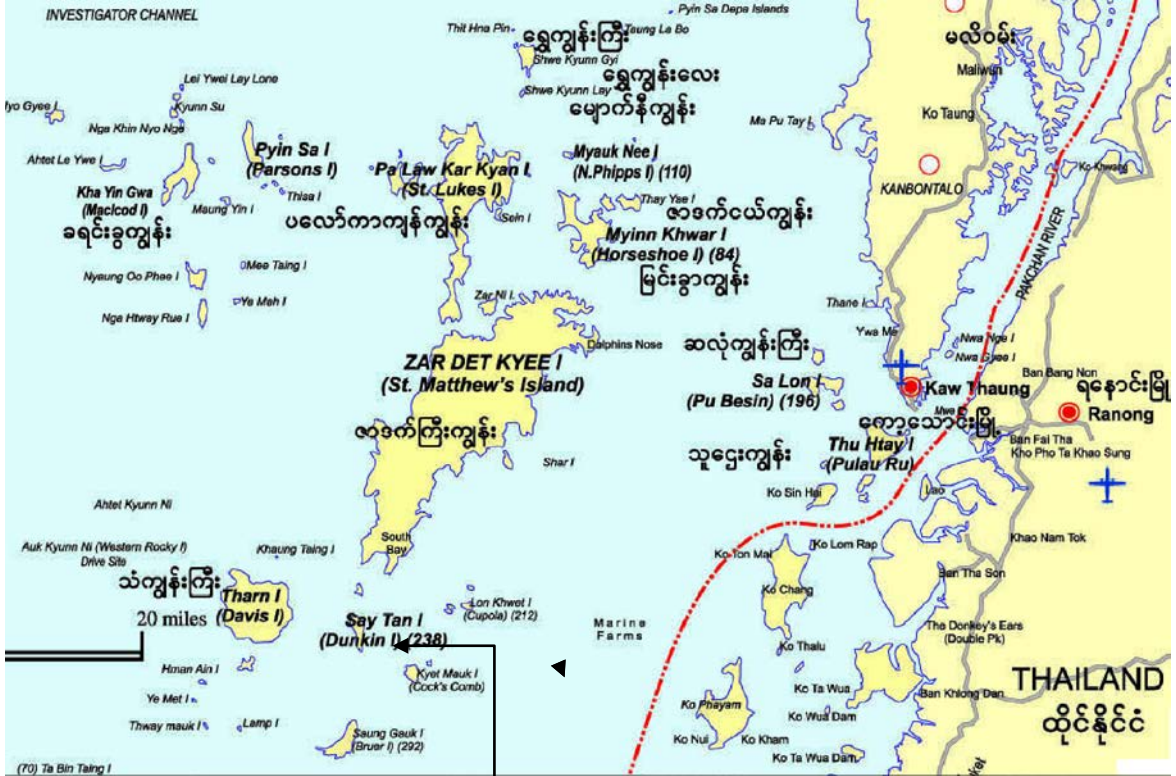 INVESTIGATOR CHANNEL
Pyin Sa Depa Islands
Thit Hna Pin
Taung La Bo
ရွှေကျွန်းကြီး
Shwe Kyunn Gyi
မလိဝမ်း
Maliwun
Lei Ywei Lay Lone
ရွှေကျွန်းလေး
Shwe Kyunn Lay
Kyunn Su
မျောက်နီကျွန်း
Ko Taung
Ma Pu Tay I
Nga Khin Nyo Nge
Pyin Sa I
(Parsons I)
Ahtet Le Ywe I
Pa Law Kar Kyan I
(St. Lukes I)
Myauk Nee I
(N.Phipps I) (110)
Ko Khwang
KANBONTALO
Kha Yin Gwa
(Maclcod I)
ခရင်းခွကျွန်း
Thiaa I
Maung Yin I
ပလော်ကာကျန်ကျွန်း
Sein I
Thay Yae I
ဇာဒက်ငယ်ကျွန်း
Myinn Khwar I
(Horseshoe I) (84)
မြင်းခွာကျွန်း
PAKCHAN RIVER
Nyaung Oo Phee I
Mee Taing I
Ye Meh I
Nga Htway Rue I
Zar Ni I.
Thane I
Ywa Me
Dolphins Nose
ဆလုံကျွန်းကြီး
Nwa Nge I
Nwa Gyee I
ZAR DET KYEE I
(St. Matthew's Island)
Sa Lon I
(Pu Besin) (196)
Kaw Thaung
Ban Bang Non
ရနောင်းမြို့
Ranong
ဇာဒက်ကြီးကျွန်း
ကော့သောင်းမြို့
Thu Htay I
(Pulau Ru)
သူဌေးကျွန်း
Ban Fai Tha
Kho Pho Ta Khao Sung
Shar I
Ko Sin Hai
Lao
Ahtet Kyunn Ni
Auk Kyunn Ni (Western Rocky I)
Drive Site
Khaung Taing I
South
Bay
Ko Ton Mai
Ko Lom Rap
Khao Nam Tok
သံကျွန်းကြီး
Tharn I
(Davis I)
20 miles
Ban Tha Son
Ko Chang
Say Tan I
(Dunkin I) (238)
Lon Khwet I
(Cupola) (212)
Marine
Farms
The Donkey's Ears
(Double Pk)
Ko Thalu
Hman Ain I
Kyet Mauk I
(Cock's Comb)
Ye Met I
Ko Ta Wua
Ban Khlong Dan
THAILAND
ထိုင်နိုင်ငံ
Ko Phayam
Ko Wua Dam
Thway mauk I
Lamp I
Saung Gauk I
(Bruer I) (292)
Ko Nui
Ko Kham
Ko Ta Wua Dam
(70) Ta Bin Taing I